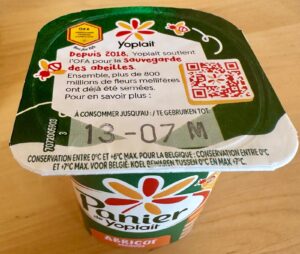 OFA
Yoplait
Depuis 2018, Yoplait soutient
l'OFA pour la sauvegarde
des abeilles.
Ensemble, plus de 800
millions de fleurs mellifères
ont déjà été semées.
Pour en savoir plus :
À CONSOMMER JUSQU'AU : / TE GEBRUIKEN TOT:
13-07 M
CONSERVATION ENTRE 0°C ET +6°C MAX. POUR LA BELGIQUE : CONSERVATION ENTRE 0°C
ET +7°C MAX. VOOR BELGIË: KOEL BEWAREN TUSSEN 0°C EN MAX. +7°C.
Panier
de Yoplait
ABRICOT